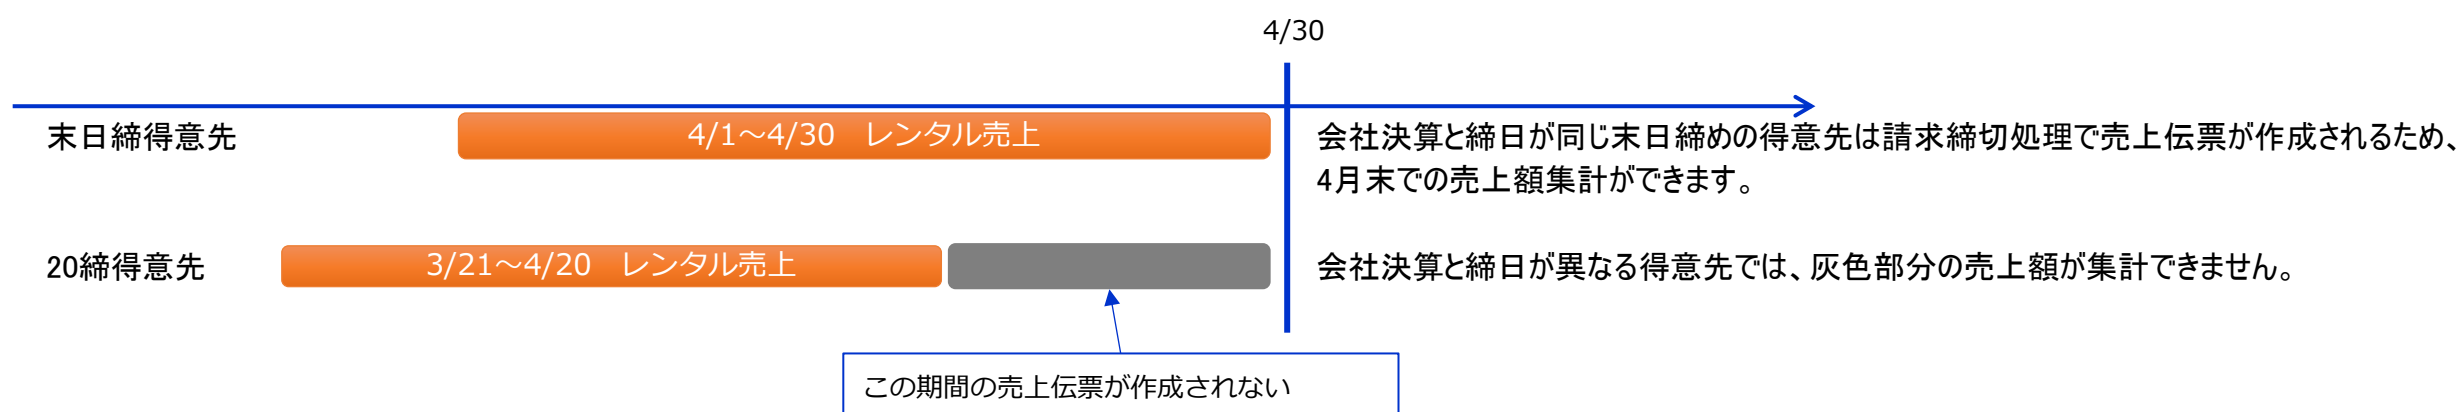 4/30
末日締得意先
4/1～4/30　レンタル売上
会社決算と締日が同じ末日締めの得意先は請求締切処理で売上伝票が作成されるため、
4月末での売上額集計ができます。
20締得意先
3/21～4/20　レンタル売上
会社決算と締日が異なる得意先では、灰色部分の売上額が集計できません。
この期間の売上伝票が作成されない